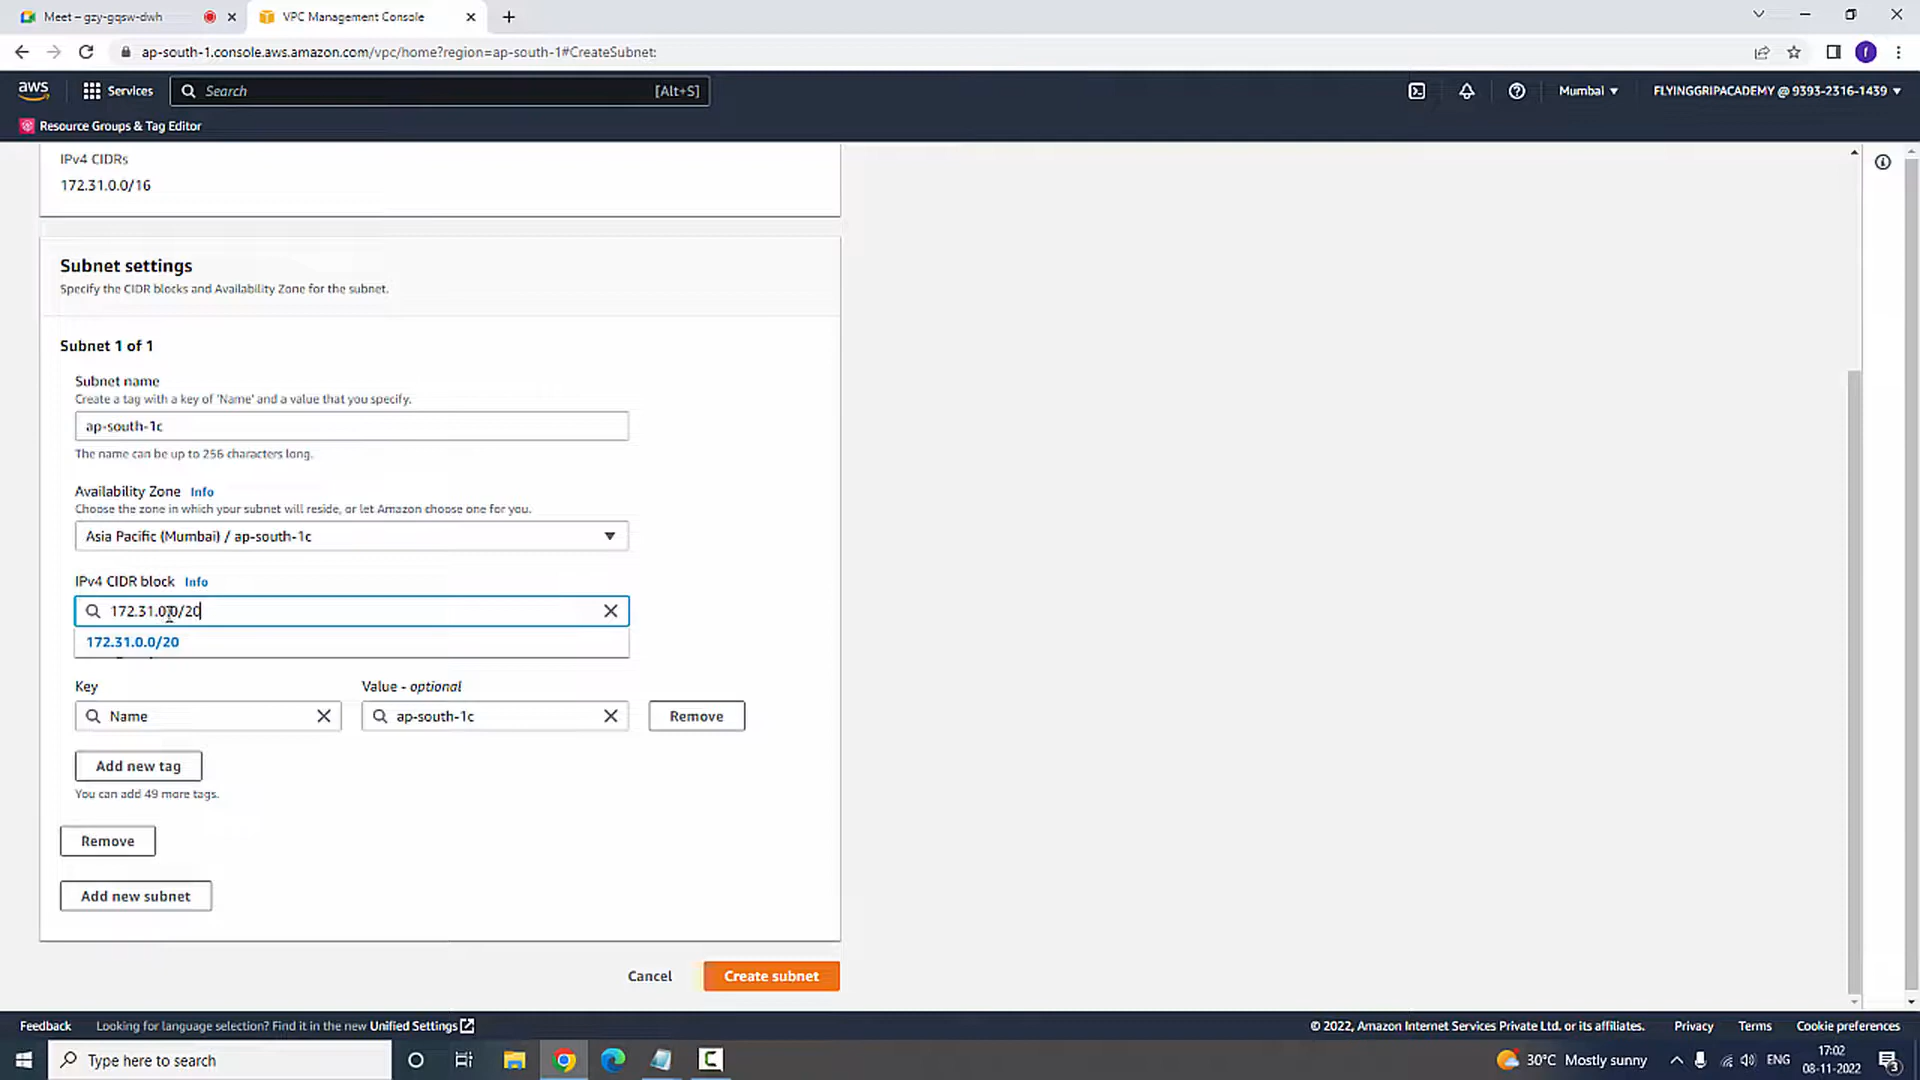 Meet – gzy-gqsw-dwh
VPC Management Console
ap-south-1.console.aws.amazon.com/vpc/home?region=ap-south-1#CreateSubnet:
aws
Services
Search
[Alt+S]
Mumbai
FLYINGGRIPACADEMY @ 9393-2316-1439
Resource Groups & Tag Editor
IPv4 CIDRs
172.31.0.0/16
Subnet settings
Specify the CIDR blocks and Availability Zone for the subnet.
Subnet 1 of 1
Subnet name
Create a tag with a key of 'Name' and a value that you specify.
ap-south-1c
The name can be up to 256 characters long.
Availability Zone Info
Choose the zone in which your subnet will reside, or let Amazon choose one for you.
Asia Pacific (Mumbai) / ap-south-1c
IPv4 CIDR block Info
172.31.0.0/20
172.31.0.0/20
Key
Value - optional
Name
ap-south-1c
Remove
Add new tag
You can add 49 more tags.
Remove
Add new subnet
Cancel
Create subnet
Feedback
Looking for language selection? Find it in the new Unified Settings
© 2022, Amazon Internet Services Private Ltd. or its affiliates.
Privacy
Terms
Cookie preferences
Type here to search
30°C Mostly sunny
ENG
17:02
08-11-2022
3